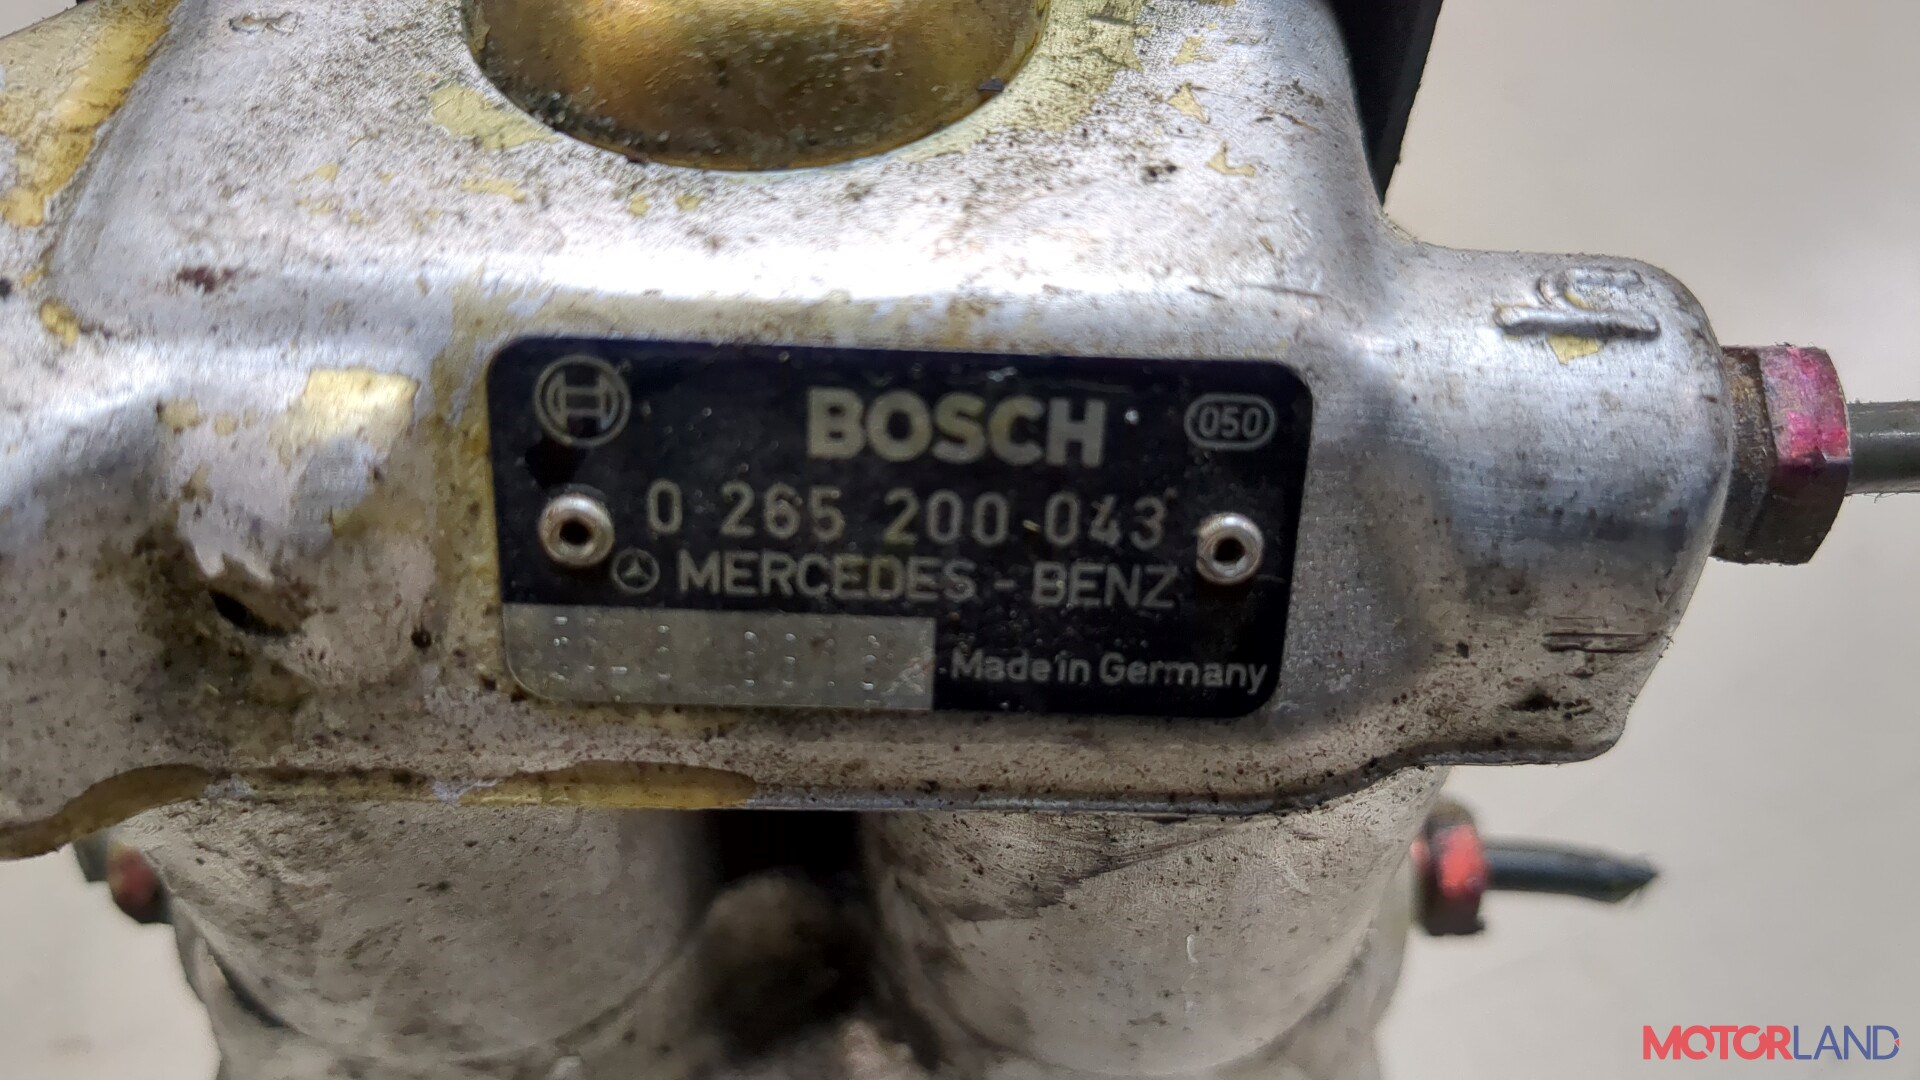 BOSCH 050
0 265 200 043
MERCEDES - BENZ
Made in Germany
MOTORLAND